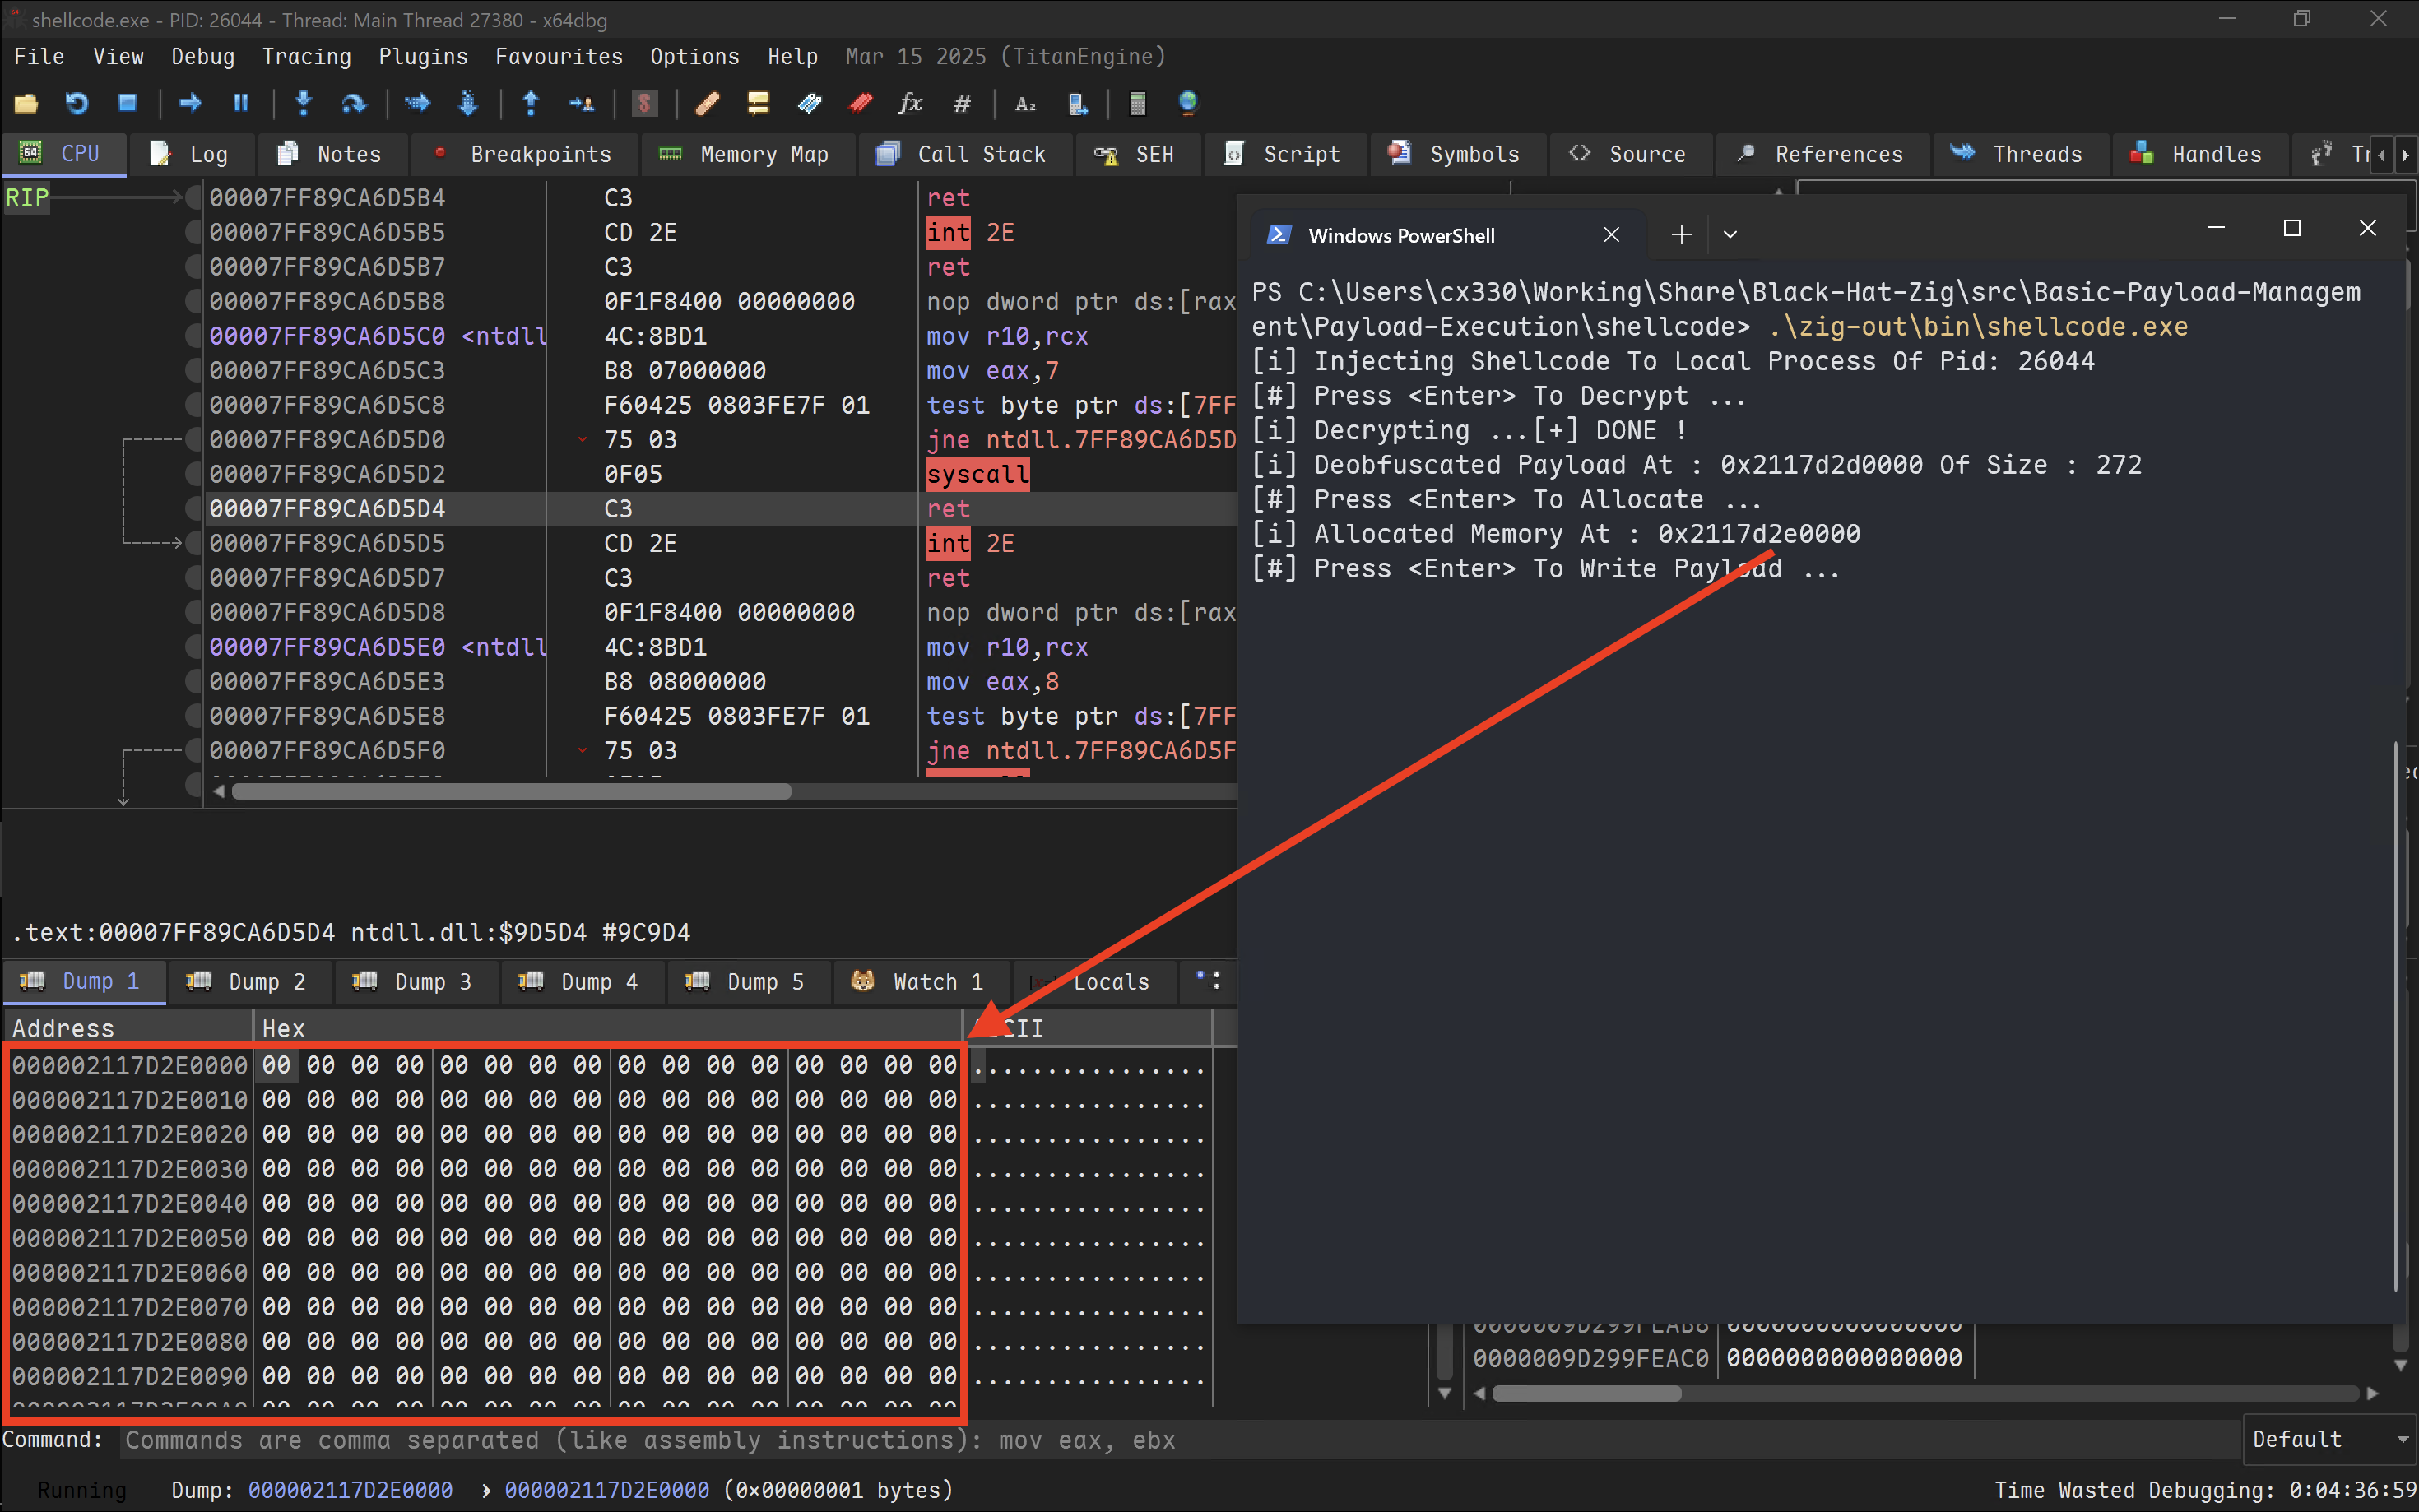 shellcode.exe - PID: 26044 - Thread: Main Thread 27380 - x64dbg
File View Debug Tracing Plugins Favourites Options Help Mar 15 2025 (TitanEngine)
CPU Log Notes Breakpoints Memory Map Call Stack SEH Script Symbols Source References Threads Handles
RIP 00007FF89CA6D5B4 C3 ret
00007FF89CA6D5B5 CD 2E int 2E
00007FF89CA6D5B7 C3 ret
00007FF89CA6D5B8 0F1F8400 00000000 nop dword ptr ds:[rax
00007FF89CA6D5C0 <ntdll 4C:8BD1 mov r10,rcx
00007FF89CA6D5C3 B8 07000000 mov eax,7
00007FF89CA6D5C8 F60425 0803FE7F 01 test byte ptr ds:[7FF
00007FF89CA6D5D0 75 03 jne ntdll.7FF89CA6D5D
00007FF89CA6D5D2 0F05 syscall
00007FF89CA6D5D4 C3 ret
00007FF89CA6D5D5 CD 2E int 2E
00007FF89CA6D5D7 C3 ret
00007FF89CA6D5D8 0F1F8400 00000000 nop dword ptr ds:[rax
00007FF89CA6D5E0 <ntdll 4C:8BD1 mov r10,rcx
00007FF89CA6D5E3 B8 08000000 mov eax,8
00007FF89CA6D5E8 F60425 0803FE7F 01 test byte ptr ds:[7FF
00007FF89CA6D5F0 75 03 jne ntdll.7FF89CA6D5F
Windows PowerShell
PS C:\Users\cx330\Working\Share\Black-Hat-Zig\src\Basic-Payload-Managem
ent\Payload-Execution\shellcode> .\zig-out\bin\shellcode.exe
[i] Injecting Shellcode To Local Process Of Pid: 26044
[#] Press <Enter> To Decrypt ...
[i] Decrypting ...[+] DONE !
[i] Deobfuscated Payload At : 0x2117d2d0000 Of Size : 272
[#] Press <Enter> To Allocate ...
[i] Allocated Memory At : 0x2117d2e0000
[#] Press <Enter> To Write Payload ...
.text:00007FF89CA6D5D4 ntdll.dll:$9D5D4 #9C9D4
Dump 1 Dump 2 Dump 3 Dump 4 Dump 5 Watch 1 Locals
Address Hex
000002117D2E0000 00 00 00 00 00 00 00 00 00 00 00 00 00 00 00 00 ................
000002117D2E0010 00 00 00 00 00 00 00 00 00 00 00 00 00 00 00 00 ................
000002117D2E0020 00 00 00 00 00 00 00 00 00 00 00 00 00 00 00 00 ................
000002117D2E0030 00 00 00 00 00 00 00 00 00 00 00 00 00 00 00 00 ................
000002117D2E0040 00 00 00 00 00 00 00 00 00 00 00 00 00 00 00 00 ................
000002117D2E0050 00 00 00 00 00 00 00 00 00 00 00 00 00 00 00 00 ................
000002117D2E0060 00 00 00 00 00 00 00 00 00 00 00 00 00 00 00 00 ................
000002117D2E0070 00 00 00 00 00 00 00 00 00 00 00 00 00 00 00 00 ................
000002117D2E0080 00 00 00 00 00 00 00 00 00 00 00 00 00 00 00 00 ................
000002117D2E0090 00 00 00 00 00 00 00 00 00 00 00 00 00 00 00 00 ................
0000009D299FEAB8 0000000000000000
0000009D299FEAC0 0000000000000000
Command: Commands are comma separated (like assembly instructions): mov eax, ebx Default
Running Dump: 000002117D2E0000 -> 000002117D2E0000 (0x00000001 bytes) Time Wasted Debugging: 0:04:36:59